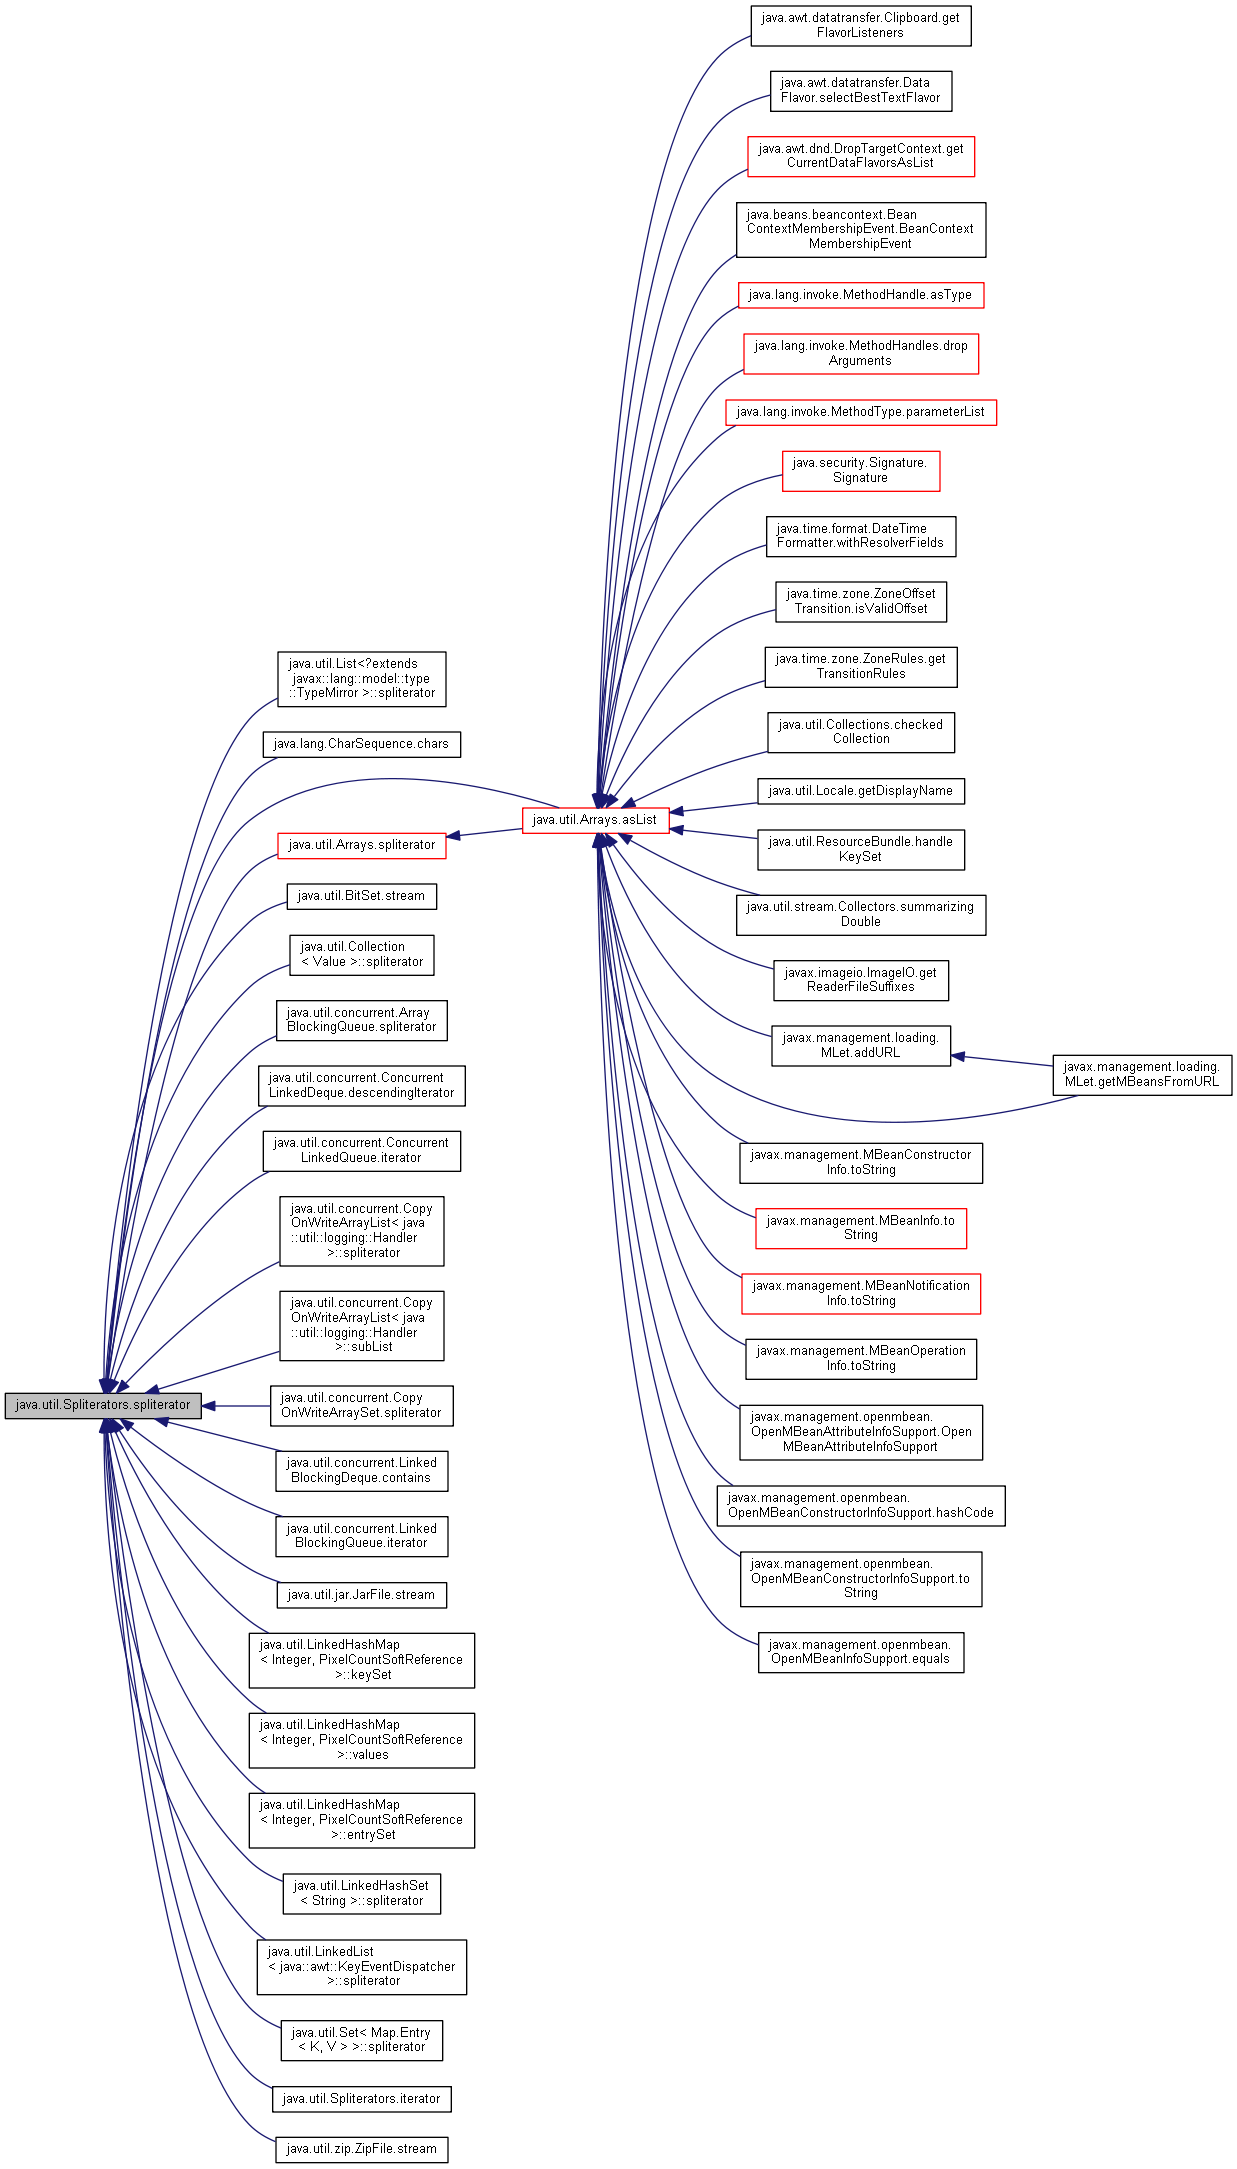 java.awt.datatransfer.Clipboard.get
FlavorListeners
java.awt.datatransfer.Data
Flavor.selectBestTextFlavor
java.awt.dnd.DropTargetContext.get
CurrentDataFlavorsAsList
java.beans.beancontext.Bean
ContextMembershipEvent.BeanContext
MembershipEvent
java.lang.invoke.MethodHandle.asType
java.lang.invoke.MethodHandles.drop
Arguments
java.lang.invoke.MethodType.parameterList
java.security.Signature.
Signature
java.time.format.DateTime
Formatter.withResolverFields
java.time.zone.ZoneOffset
Transition.isValidOffset
java.time.zone.ZoneRules.get
TransitionRules
java.util.Collections.checked
Collection
java.util.Locale.getDisplayName
java.util.ResourceBundle.handle
KeySet
java.util.stream.Collectors.summarizing
Double
javax.imageio.ImageIO.get
ReaderFileSuffixes
javax.management.loading.
MLet.addURL
javax.management.loading.
MLet.getMBeansFromURL
javax.management.MBeanConstructor
Info.toString
javax.management.MBeanInfo.to
String
javax.management.MBeanNotification
Info.toString
javax.management.MBeanOperation
Info.toString
javax.management.openmbean.
OpenMBeanAttributeInfoSupport.Open
MBeanAttributeInfoSupport
javax.management.openmbean.
OpenMBeanConstructorInfoSupport.hashCode
javax.management.openmbean.
OpenMBeanConstructorInfoSupport.to
String
javax.management.openmbean.
OpenMBeanInfoSupport.equals
java.util.Arrays.asList
java.util.List<?extends
javax::lang::model::type
::TypeMirror >::spliterator
java.lang.CharSequence.chars
java.util.Arrays.spliterator
java.util.BitSet.stream
java.util.Collection
< Value >::spliterator
java.util.concurrent.Array
BlockingQueue.spliterator
java.util.concurrent.Concurrent
LinkedDeque.descendingIterator
java.util.concurrent.Concurrent
LinkedQueue.iterator
java.util.concurrent.Copy
OnWriteArrayList< java
::util::logging::Handler
>::spliterator
java.util.concurrent.Copy
OnWriteArrayList< java
::util::logging::Handler
>::subList
java.util.Spliterators.spliterator
java.util.concurrent.Copy
OnWriteArraySet.spliterator
java.util.concurrent.Linked
BlockingDeque.contains
java.util.concurrent.Linked
BlockingQueue.iterator
java.util.jar.JarFile.stream
java.util.LinkedHashMap
< Integer, PixelCountSoftReference
>::keySet
java.util.LinkedHashMap
< Integer, PixelCountSoftReference
>::values
java.util.LinkedHashMap
< Integer, PixelCountSoftReference
>::entrySet
java.util.LinkedHashSet
< String >::spliterator
java.util.LinkedList
< java::awt::KeyEventDispatcher
>::spliterator
java.util.Set< Map.Entry
< K, V > >::spliterator
java.util.Spliterators.iterator
java.util.zip.ZipFile.stream